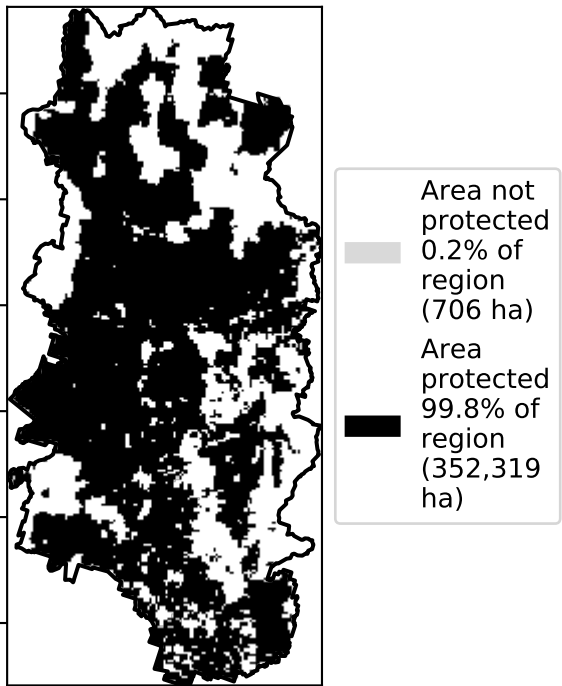 Area not
protected
0.2% of
region
(706 ha)
Area
protected
99.8% of
region
(352,319
ha)